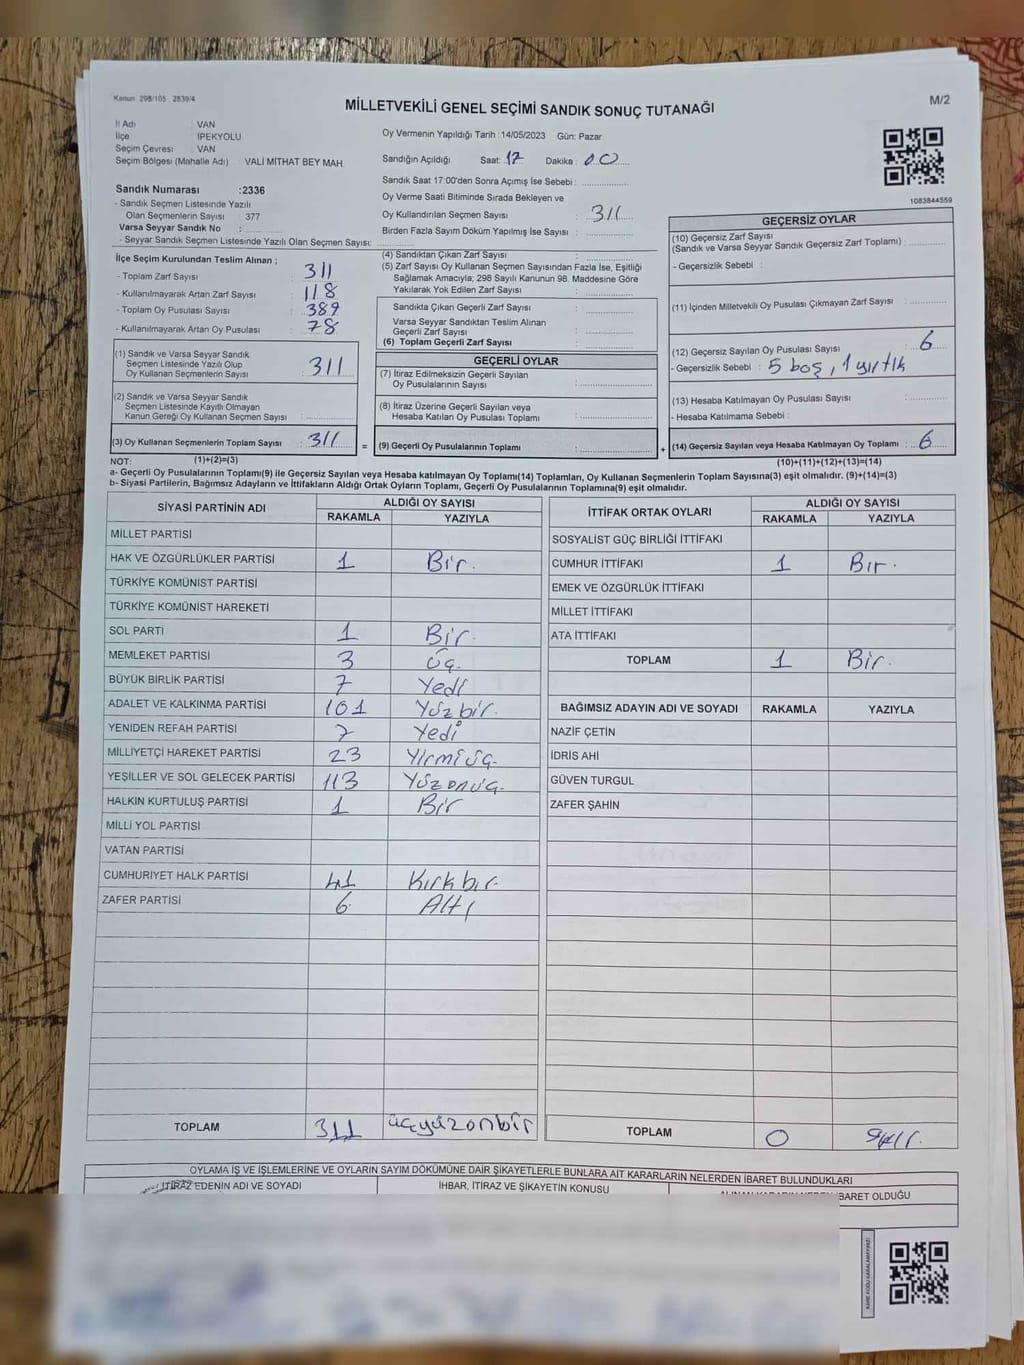 Kanun 298/105 2839/4
M/2
MİLLETVEKİLİ GENEL SEÇİMİ SANDIK SONUÇ TUTANAĞI
İl Adı : VAN
İlçe : İPEKYOLU
Seçim Çevresi : VAN
Seçim Bölgesi (Mahalle Adı) VALİ MİTHAT BEY MAH.
Sandık Numarası :2336
- Sandık Seçmen Listesinde Yazılı
Olan Seçmenlerin Sayısı : 377
Varsa Seyyar Sandık No :
- Seyyar Sandık Seçmen Listesinde Yazılı Olan Seçmen Sayısı:
İlçe Seçim Kurulundan Teslim Alınan ;
- Toplam Zarf Sayısı : 311
- Kullanılmayarak Artan Zarf Sayısı : 118
- Toplam Oy Pusulası Sayısı : 389
- Kullanılmayarak Artan Oy Pusulası : 78
(1) Sandık ve Varsa Seyyar Sandık
Seçmen Listesinde Yazılı Olup
Oy Kullanan Seçmenlerin Sayısı : 311
(2) Sandık ve Varsa Seyyar Sandık
Seçmen Listesinde Kayıtlı Olmayan
Kanun Gereği Oy Kullanan Seçmen Sayısı :
(3) Oy Kullanan Seçmenlerin Toplam Sayısı : 311
(1)+(2)=(3)
Oy Vermenin Yapıldığı Tarih :14/05/2023 Gün: Pazar
Sandığın Açıldığı Saat: 17 Dakika : 00
Sandık Saat 17:00'den Sonra Açımış İse Sebebi :
Oy Verme Saati Bitiminde Sırada Bekleyen ve
Oy Kullandırılan Seçmen Sayısı : 311
Birden Fazla Sayım Döküm Yapılmış İse Sayısı :
(4) Sandıktan Çıkan Zarf Sayısı :
(5) Zarf Sayısı Oy Kullanan Seçmen Sayısından Fazla İse, Eşitliği
Sağlamak Amacıyla; 298 Sayılı Kanunun 98. Maddesine Göre
Yakılarak Yok Edilen Zarf Sayısı :
Sandıkta Çıkan Geçerli Zarf Sayısı :
Varsa Seyyar Sandıktan Teslim Alınan
Geçerli Zarf Sayısı :
(6) Toplam Geçerli Zarf Sayısı :
GEÇERLİ OYLAR
(7) İtiraz Edilmeksizin Geçerli Sayılan
Oy Pusulalarının Sayısı :
(8) İtiraz Üzerine Geçerli Sayılan veya
Hesaba Katılan Oy Pusulası Toplamı :
= (9) Geçerli Oy Pusulalarının Toplamı : +
1083844559
GEÇERSİZ OYLAR
(10) Geçersiz Zarf Sayısı
(Sandık ve Varsa Seyyar Sandık Geçersiz Zarf Toplamı) :
- Geçersizlik Sebebi :
(11) İçinden Milletvekili Oy Pusulası Çıkmayan Zarf Sayısı :
(12) Geçersiz Sayılan Oy Pusulası Sayısı : 6
- Geçersizlik Sebebi : 5 boş, 1 yırtık
(13) Hesaba Katılmayan Oy Pusulası Sayısı :
- Hesaba Katılmama Sebebi :
(14) Geçersiz Sayılan veya Hesaba Katılmayan Oy Toplamı : 6
(10)+(11)+(12)+(13)=(14)
NOT:
a- Geçerli Oy Pusulalarının Toplamı(9) ile Geçersiz Sayılan veya Hesaba katılmayan Oy Toplamı(14) Toplamları, Oy Kullanan Seçmenlerin Toplam Sayısına(3) eşit olmalıdır. (9)+(14)=(3)
b- Siyasi Partilerin, Bağımsız Adayların ve İttifakların Aldığı Ortak Oyların Toplamı, Geçerli Oy Pusulalarının Toplamına(9) eşit olmalıdır.
SİYASİ PARTİNİN ADI ALDIĞI OY SAYISI
RAKAMLA YAZIYLA
MİLLET PARTİSİ
HAK VE ÖZGÜRLÜKLER PARTİSİ 1 Bir.
TÜRKİYE KOMÜNİST PARTİSİ
TÜRKİYE KOMÜNİST HAREKETİ
SOL PARTİ 1 Bir.
MEMLEKET PARTİSİ 3 üç.
BÜYÜK BİRLİK PARTİSİ 7 Yedi
ADALET VE KALKINMA PARTİSİ 101 Yüzbir.
YENİDEN REFAH PARTİSİ 7 Yedi
MİLLİYETÇİ HAREKET PARTİSİ 23 Yirmiüç.
YEŞİLLER VE SOL GELECEK PARTİSİ 113 Yüzonüç.
HALKIN KURTULUŞ PARTİSİ 1 Bir
MİLLİ YOL PARTİSİ
VATAN PARTİSİ
CUMHURİYET HALK PARTİSİ 41 Kırkbir.
ZAFER PARTİSİ 6 Altı
TOPLAM 311 üçyüzonbir
İTTİFAK ORTAK OYLARI ALDIĞI OY SAYISI
RAKAMLA YAZIYLA
SOSYALİST GÜÇ BİRLİĞİ İTTİFAKI
CUMHUR İTTİFAKI 1 Bir.
EMEK VE ÖZGÜRLÜK İTTİFAKI
MİLLET İTTİFAKI
ATA İTTİFAKI
TOPLAM 1 Bir.
BAĞIMSIZ ADAYIN ADI VE SOYADI RAKAMLA YAZIYLA
NAZİF ÇETİN
İDRİS AHİ
GÜVEN TURGUL
ZAFER ŞAHİN
TOPLAM 0
OYLAMA İŞ VE İŞLEMLERİNE VE OYLARIN SAYIM DÖKÜMÜNE DAİR ŞİKAYETLERLE BUNLARA AİT KARARLARIN NELERDEN İBARET BULUNDUKLARI
İTİRAZ EDENİN ADI VE SOYADI İHBAR, İTİRAZ VE ŞİKAYETİN KONUSU ALINAN KARARIN NEDEN İBARET OLDUĞU